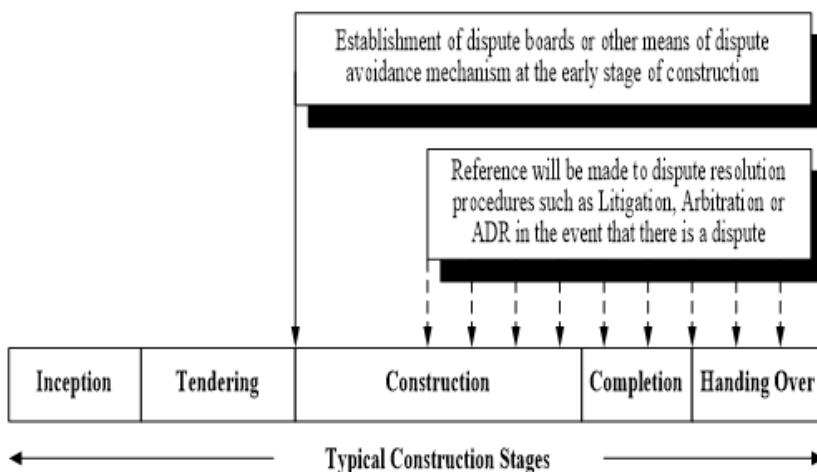 Establishment of dispute boards or other means of dispute
avoidance mechanism at the early stage of construction
Reference will be made to dispute resolution
procedures such as Litigation, Arbitration or
ADR in the event that there is a dispute
Inception
Tendering
Construction
Completion
Handing Over
Typical Construction Stages